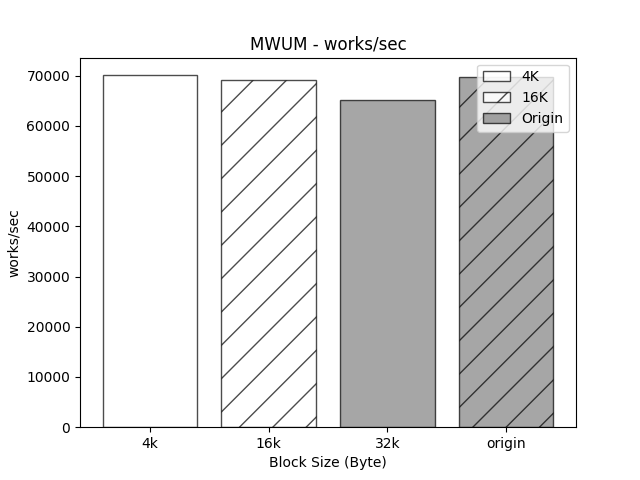 MWUM - works/sec
4K
16K
Origin
works/sec
70000
60000
50000
40000
30000
20000
10000
0
4k 16k 32k origin
Block Size (Byte)